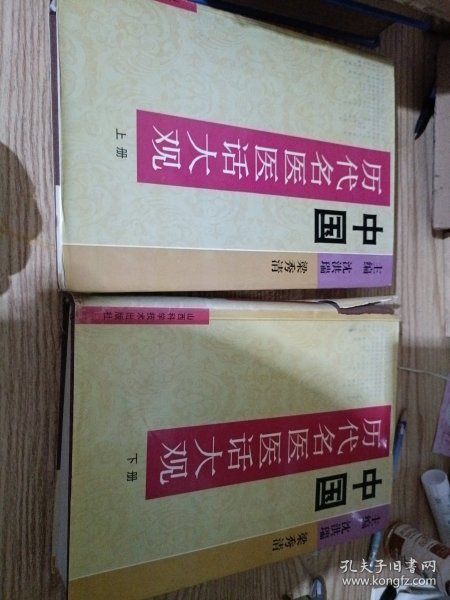 中国
历代名医医话大观
上册
主编 沈洪瑞
梁秀清
中国
历代名医医话大观
下册
主编 沈洪瑞
梁秀清
山西科学技术出版社
孔夫子旧书网
www.kongfz.com